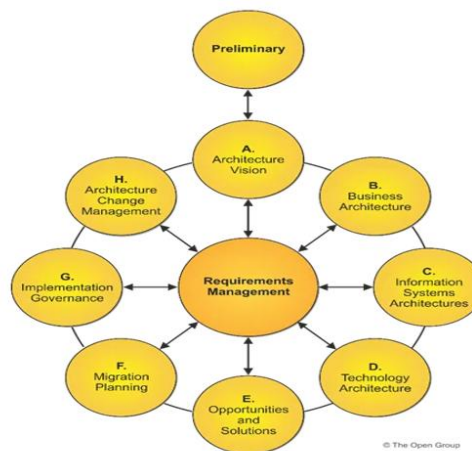 Preliminary
A.
Architecture
Vision
B.
Business
Architecture
C.
Information
Systems
Architectures
D.
Technology
Architecture
E.
Opportunities
and
Solutions
F.
Migration
Planning
G.
Implementation
Governance
H.
Architecture
Change
Management
Requirements
Management
© The Open Group